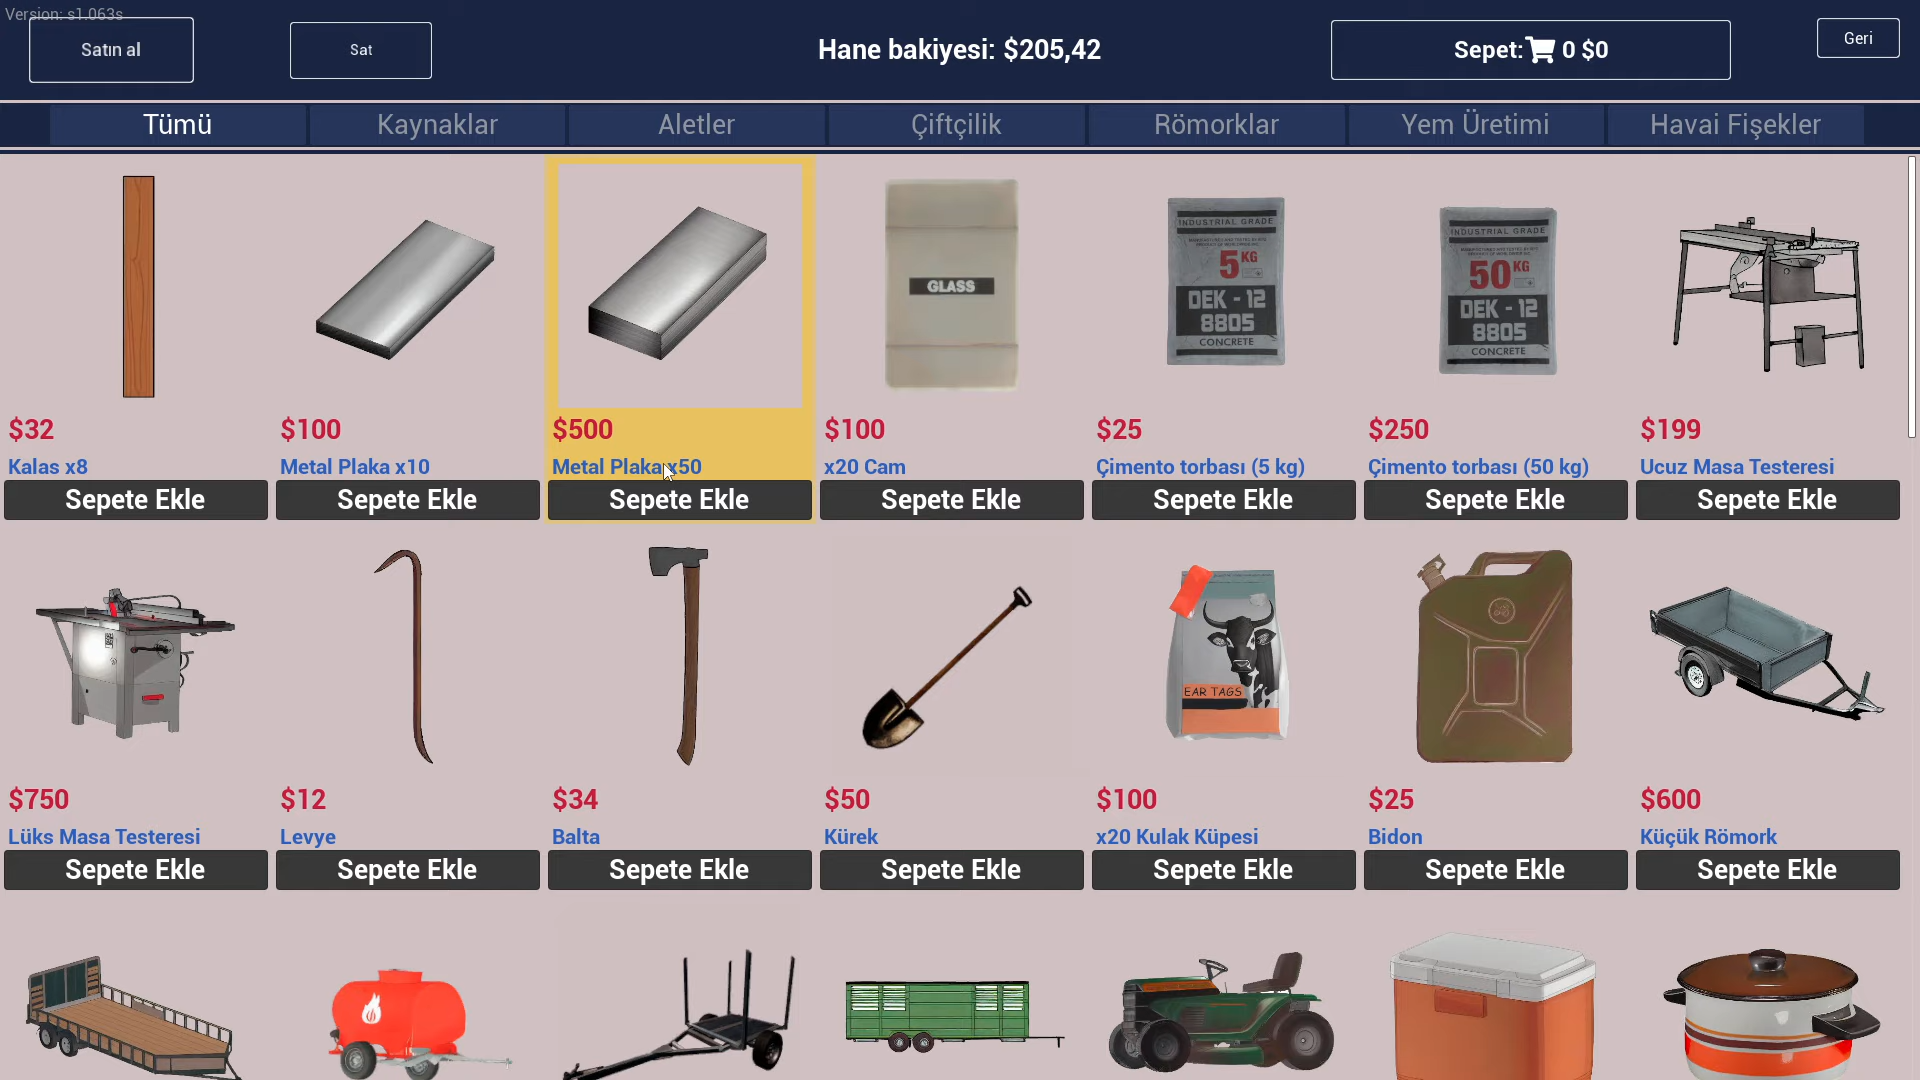 Version: s1.063s
Satın al
Sat
Hane bakiyesi: $205,42
Sepet: 0 $0
Geri
Tümü
Kaynaklar
Aletler
Çiftçilik
Römorklar
Yem Üretimi
Havai Fişekler
GLASS
INDUSTRIAL GRADE
5 KG
DEK - 12
8805
CONCRETE
INDUSTRIAL GRADE
50 KG
DEK - 12
8805
CONCRETE
$32
$100
$500
$100
$25
$250
$199
Kalas x8
Metal Plaka x10
Metal Plaka x50
x20 Cam
Çimento torbası (5 kg)
Çimento torbası (50 kg)
Ucuz Masa Testeresi
Sepete Ekle
Sepete Ekle
Sepete Ekle
Sepete Ekle
Sepete Ekle
Sepete Ekle
Sepete Ekle
EAR TAGS
$750
$12
$34
$50
$100
$25
$600
Lüks Masa Testeresi
Levye
Balta
Kürek
x20 Kulak Küpesi
Bidon
Küçük Römork
Sepete Ekle
Sepete Ekle
Sepete Ekle
Sepete Ekle
Sepete Ekle
Sepete Ekle
Sepete Ekle